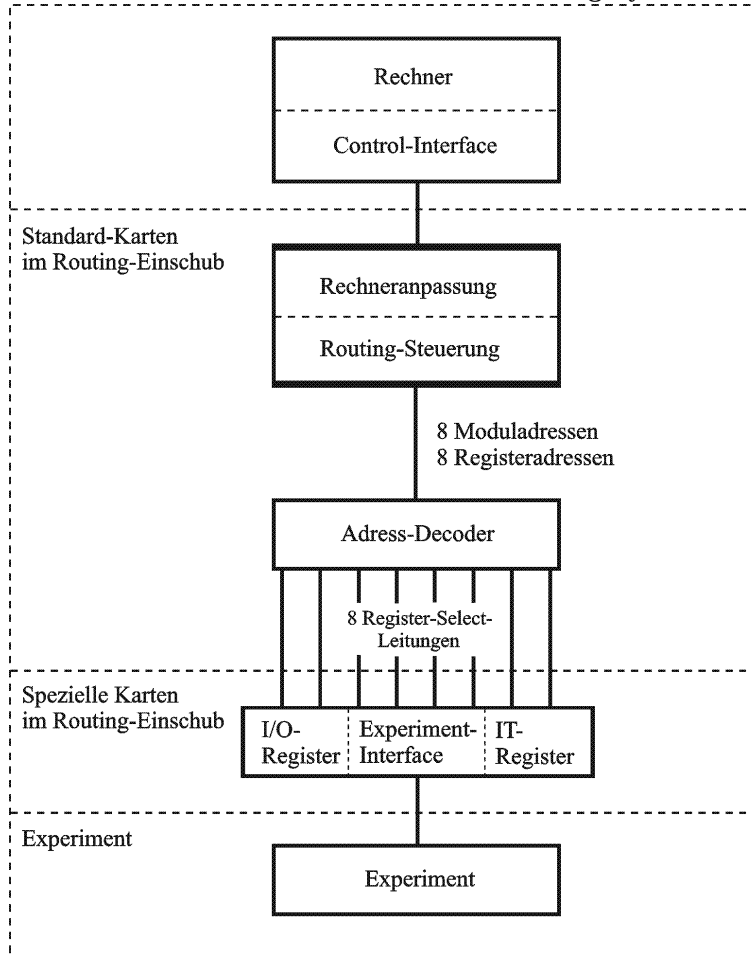 Rechner
Control-Interface
Standard-Karten
im Routing-Einschub
Rechneranpassung
Routing-Steuerung
8 Moduladressen
8 Registeradressen
Adress-Decoder
8 Register-Select-
Leitungen
Spezielle Karten
im Routing-Einschub
I/O-
Register
Experiment-
Interface
IT-
Register
Experiment
Experiment